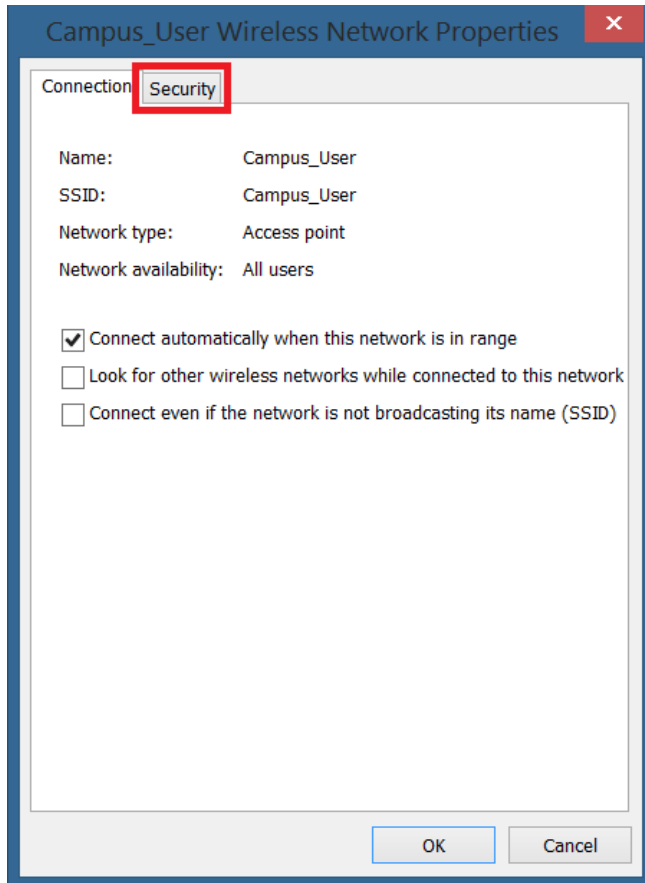 Campus_User Wireless Network Properties
Connection Security
Name: Campus_User
SSID: Campus_User
Network type: Access point
Network availability: All users
Connect automatically when this network is in range
Look for other wireless networks while connected to this network
Connect even if the network is not broadcasting its name (SSID)
OK Cancel